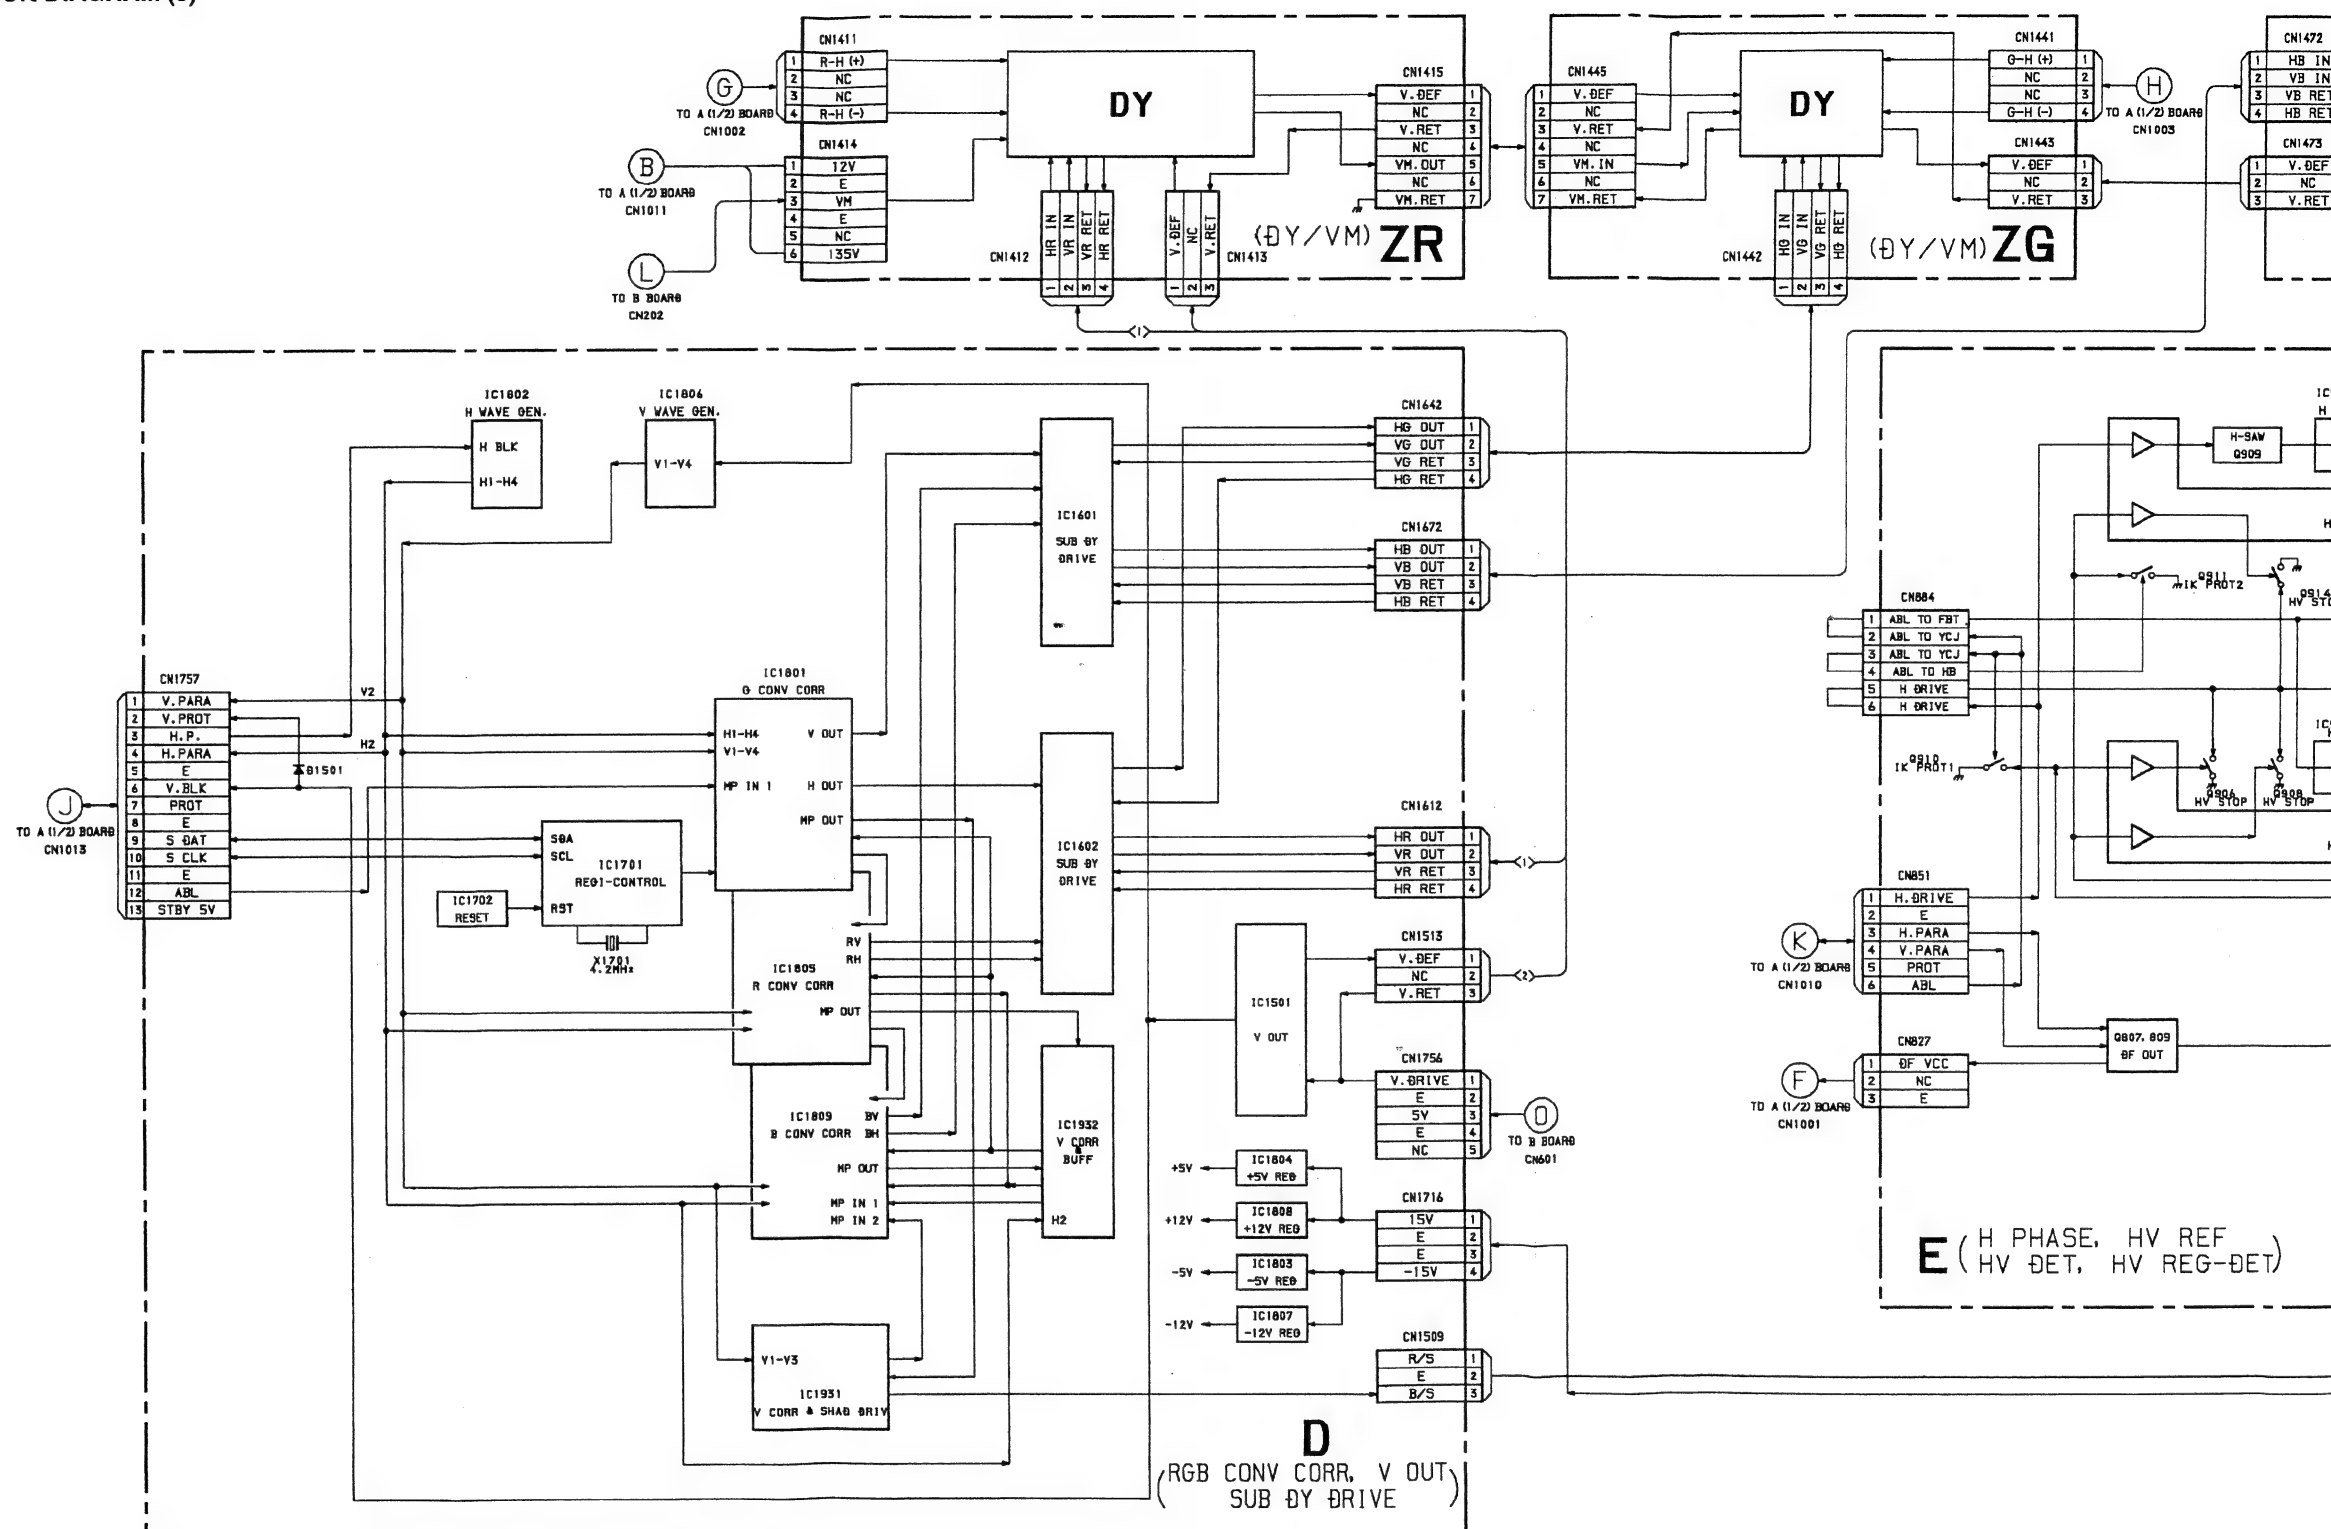 CN1411
1 R-H (+)
2 NC
3 NC
4 R-H (-)
G
TO A (1/2) BOARD
CN1002
CN1414
1 12V
2 E
3 VM
4 E
5 NC
6 135V
B
TO A (1/2) BOARD
CN1011
L
TO B BOARD
CN202
DY
CN1415
V.DEF 1
NC 2
V.RET 3
NC 4
VM.OUT 5
NC 6
VM.RET 7
CN1412
HR IN 1
VR IN 2
VR RET 3
HR RET 4
V.DEF 1
NC 2
V.RET 3
CN1413
(DY/VM) ZR
<1>
CN1445
1 V.DEF
2 NC
3 V.RET
4 NC
5 VM.IN
6 NC
7 VM.RET
DY
CN1441
G-H (+) 1
NC 2
NC 3
G-H (-) 4
H
TO A (1/2) BOARD
CN1003
CN1443
V.DEF 1
NC 2
V.RET 3
CN1442
HG IN 1
VG IN 2
VG RET 3
HG RET 4
(DY/VM) ZG
CN1472
1 HB IN
2 VB IN
3 VB RET
4 HB RET
CN1473
1 V.DEF
2 NC
3 V.RET
IC1802
H WAVE GEN.
H BLK
H1-H4
IC1806
V WAVE GEN.
V1-V4
IC1601
SUB DY
DRIVE
CN1642
HG OUT 1
VG OUT 2
VG RET 3
HG RET 4
CN1672
HB OUT 1
VB OUT 2
VB RET 3
HB RET 4
CN1757
1 V.PARA
2 V.PROT
3 H.P.
4 H.PARA
5 E
6 V.BLK
7 PROT
8 E
9 S DAT
10 S CLK
11 E
12 ABL
13 STBY 5V
V2
H2
D1501
J
TO A (1/2) BOARD
CN1013
IC1801
G CONV CORR
H1-H4
V1-V4
MP IN 1
V OUT
H OUT
MP OUT
SDA
SCL
IC1701
REGI-CONTROL
RST
IC1702
RESET
X1701
4.2MHz
IC1602
SUB DY
DRIVE
CN1612
HR OUT 1
VR OUT 2
VR RET 3
HR RET 4
<1>
RV
RH
IC1805
R CONV CORR
MP OUT
IC1501
V OUT
CN1513
V.DEF 1
NC 2
V.RET 3
<2>
CN1756
V.DRIVE 1
E 2
5V 3
E 4
NC 5
O
TO B BOARD
CN601
IC1809
B CONV CORR
BV
BH
MP OUT
MP IN 1
MP IN 2
IC1932
V CORR
&
BUFF
H2
+5V
IC1804
+5V REG
+12V
IC1808
+12V REG
-5V
IC1803
-5V REG
-12V
IC1807
-12V REG
CN1716
15V 1
E 2
E 3
-15V 4
CN1509
R/S 1
E 2
B/S 3
V1-V3
IC1931
V CORR & SHAD DRIV
D
(RGB CONV CORR, V OUT
SUB DY DRIVE)
H-SAW
Q909
Q911
IK PROT2
Q914
CN884
1 ABL TO FBT
2 ABL TO YCJ
3 ABL TO YCJ
4 ABL TO HB
5 H DRIVE
6 H DRIVE
Q910
IK PROT1
Q906
HV STOP
Q908
HV STOP
CN851
1 H.DRIVE
2 E
3 H.PARA
4 V.PARA
5 PROT
6 ABL
K
TO A (1/2) BOARD
CN1010
CN827
1 DF VCC
2 NC
3 E
F
TO A (1/2) BOARD
CN1001
Q807, 809
DF OUT
E (H PHASE, HV REF
HV DET, HV REG-DET)